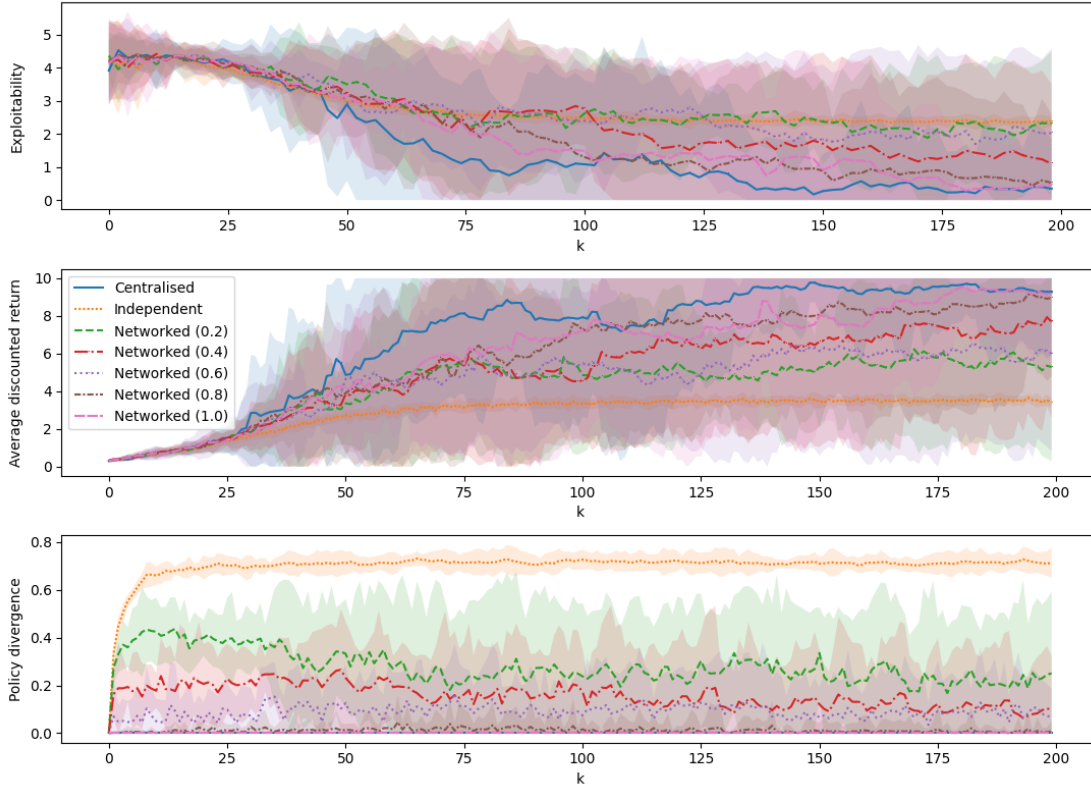 Exploitability
5
4
3
2
1
0
0 25 50 75 100 125 150 175 200
k
Average discounted return
10
8
6
4
2
0
Centralised
Independent
Networked (0.2)
Networked (0.4)
Networked (0.6)
Networked (0.8)
Networked (1.0)
0 25 50 75 100 125 150 175 200
k
Policy divergence
0.8
0.6
0.4
0.2
0.0
0 25 50 75 100 125 150 175 200
k